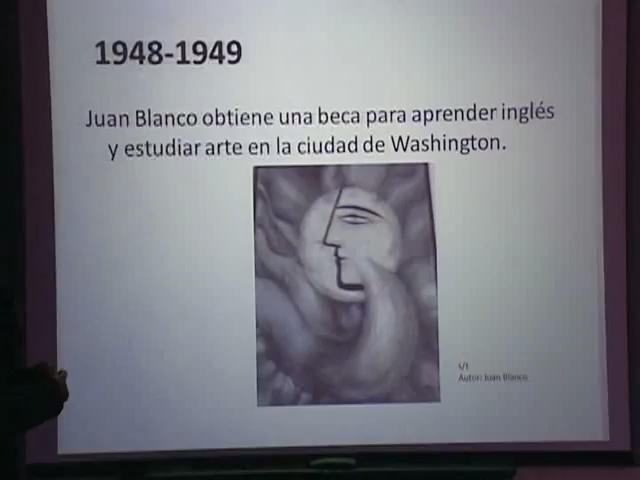 1948-1949
Juan Blanco obtiene una beca para aprender inglés
y estudiar arte en la ciudad de Washington.
Autor: Juan Blanco